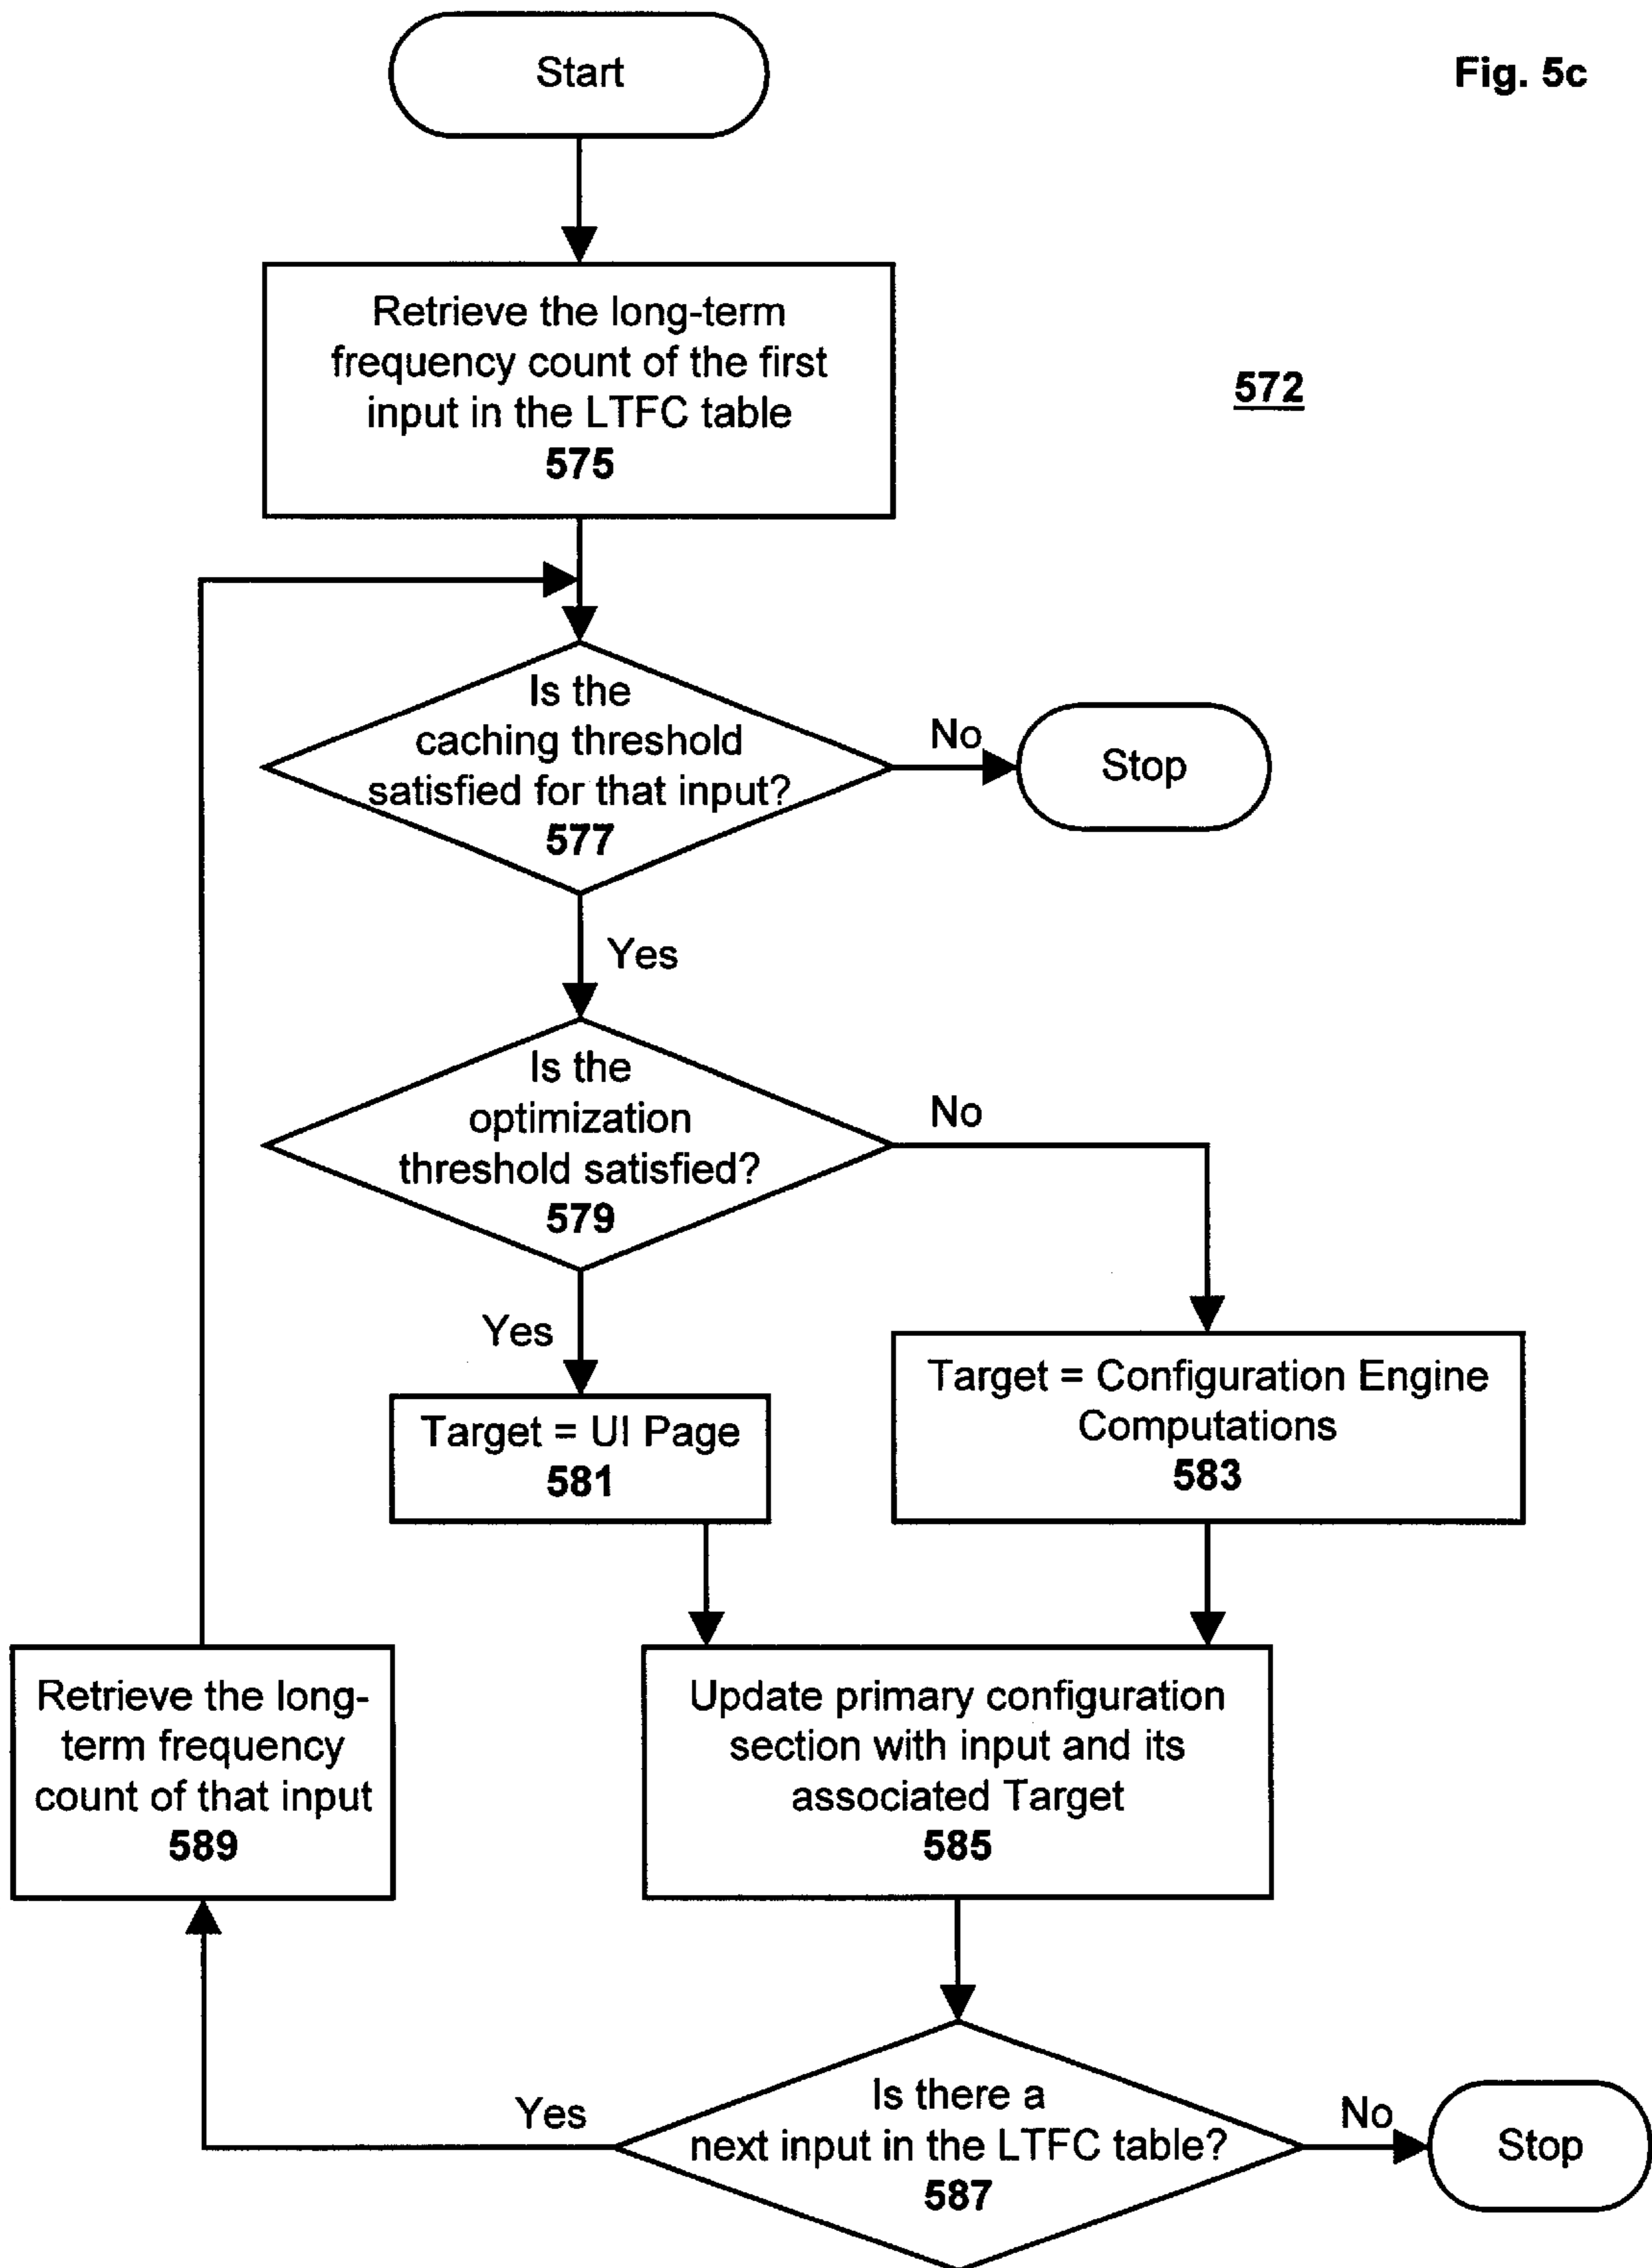 Start
Fig. 5c
Retrieve the long-term
frequency count of the first
input in the LTFC table
575
572
Is the
caching threshold
satisfied for that input?
577
No
Stop
Yes
Is the
optimization
threshold satisfied?
579
No
Yes
Target = UI Page
581
Target = Configuration Engine
Computations
583
Retrieve the long-
term frequency
count of that input
589
Update primary configuration
section with input and its
associated Target
585
Is there a
next input in the LTFC table?
587
Yes
No
Stop